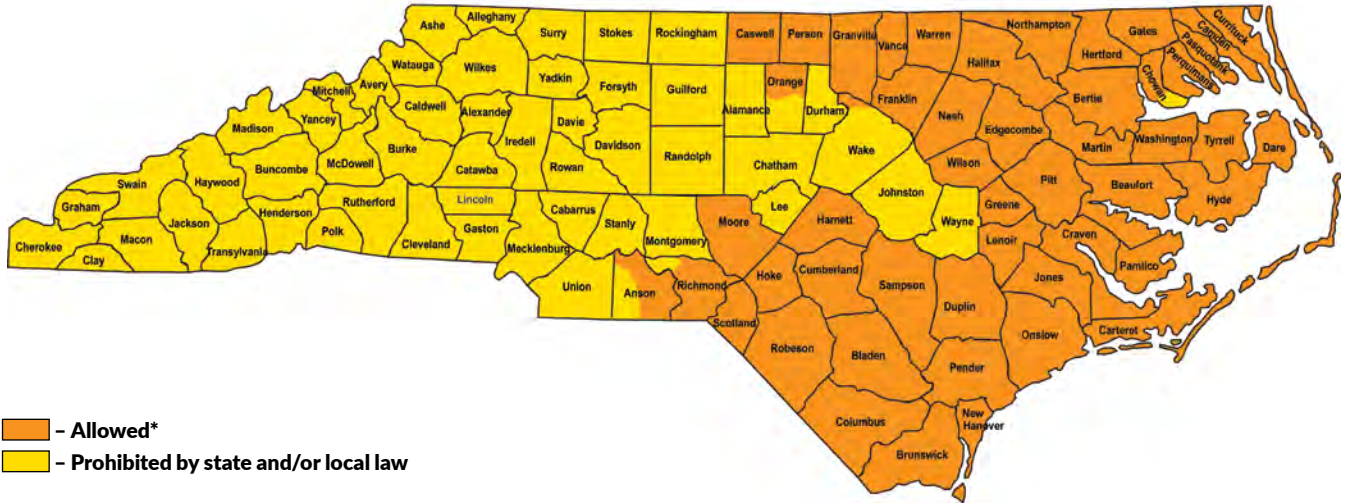 Ashe
Alleghany
Surry
Stokes
Rockingham
Caswell
Person
Granville
Vance
Warren
Northampton
Gates
Currituck
Camden
Pasquotank
Perquimans
Chowan
Hertford
Halifax
Watauga
Wilkes
Yadkin
Forsyth
Guilford
Alamance
Orange
Durham
Franklin
Nash
Edgecombe
Bertie
Mitchell
Avery
Caldwell
Alexander
Iredell
Davie
Davidson
Randolph
Chatham
Wake
Wilson
Martin
Washington
Tyrrell
Dare
Madison
Yancey
McDowell
Burke
Catawba
Rowan
Johnston
Pitt
Beaufort
Hyde
Swain
Haywood
Buncombe
Rutherford
Lincoln
Cabarrus
Stanly
Montgomery
Moore
Lee
Harnett
Wayne
Greene
Graham
Jackson
Henderson
Polk
Cleveland
Gaston
Mecklenburg
Lenoir
Craven
Pamlico
Cherokee
Macon
Clay
Transylvania
Union
Anson
Richmond
Hoke
Cumberland
Sampson
Duplin
Jones
Scotland
Robeson
Bladen
Pender
Onslow
Carteret
Columbus
New
Hanover
Brunswick
– Allowed*
– Prohibited by state and/or local law